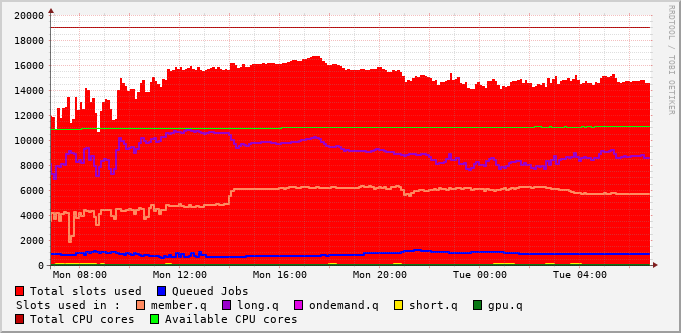 20000
18000
16000
14000
12000
10000
8000
6000
4000
2000
0
Mon 08:00 Mon 12:00 Mon 16:00 Mon 20:00 Tue 00:00 Tue 04:00
RRDTOOL / TOBI OETIKER
Total slots used Queued Jobs
Slots used in : member.q long.q ondemand.q short.q gpu.q
Total CPU cores Available CPU cores